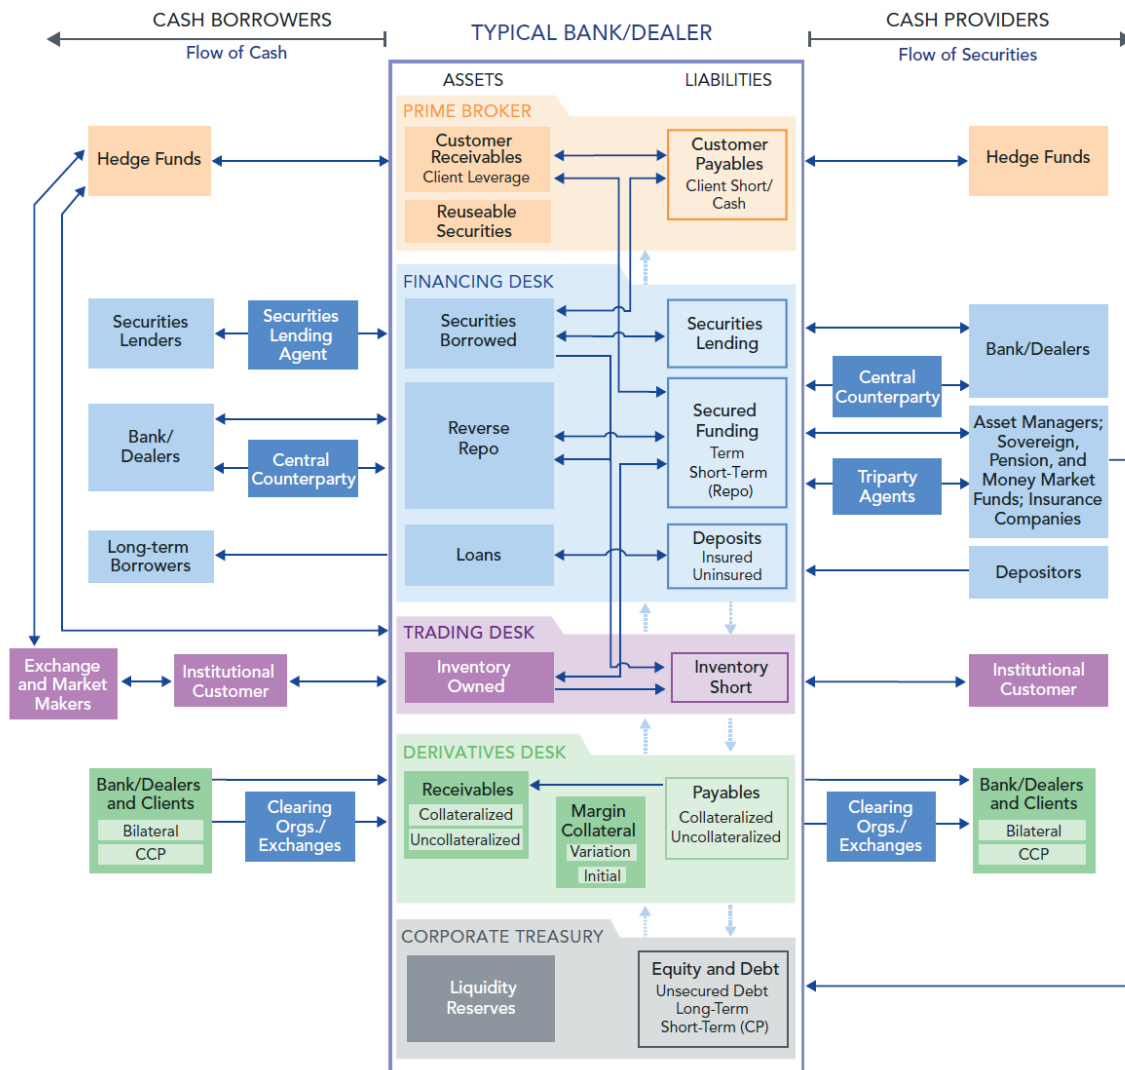 CASH BORROWERS
Flow of Cash
TYPICAL BANK/DEALER
CASH PROVIDERS
Flow of Securities
ASSETS
LIABILITIES
PRIME BROKER
Hedge Funds
Customer
Receivables
Client Leverage
Customer
Payables
Client Short/
Cash
Hedge Funds
Reuseable
Securities
FINANCING DESK
Securities
Lenders
Securities
Lending
Agent
Securities
Borrowed
Securities
Lending
Bank/Dealers
Central
Counterparty
Bank/
Dealers
Central
Counterparty
Reverse
Repo
Secured
Funding
Term
Short-Term
(Repo)
Triparty
Agents
Asset Managers;
Sovereign,
Pension, and
Money Market
Funds; Insurance
Companies
Long-term
Borrowers
Loans
Deposits
Insured
Uninsured
Depositors
TRADING DESK
Exchange
and Market
Makers
Institutional
Customer
Inventory
Owned
Inventory
Short
Institutional
Customer
DERIVATIVES DESK
Bank/Dealers
and Clients
Bilateral
CCP
Clearing
Orgs./
Exchanges
Receivables
Collateralized
Uncollateralized
Margin
Collateral
Variation
Initial
Payables
Collateralized
Uncollateralized
Clearing
Orgs./
Exchanges
Bank/Dealers
and Clients
Bilateral
CCP
CORPORATE TREASURY
Liquidity
Reserves
Equity and Debt
Unsecured Debt
Long-Term
Short-Term (CP)